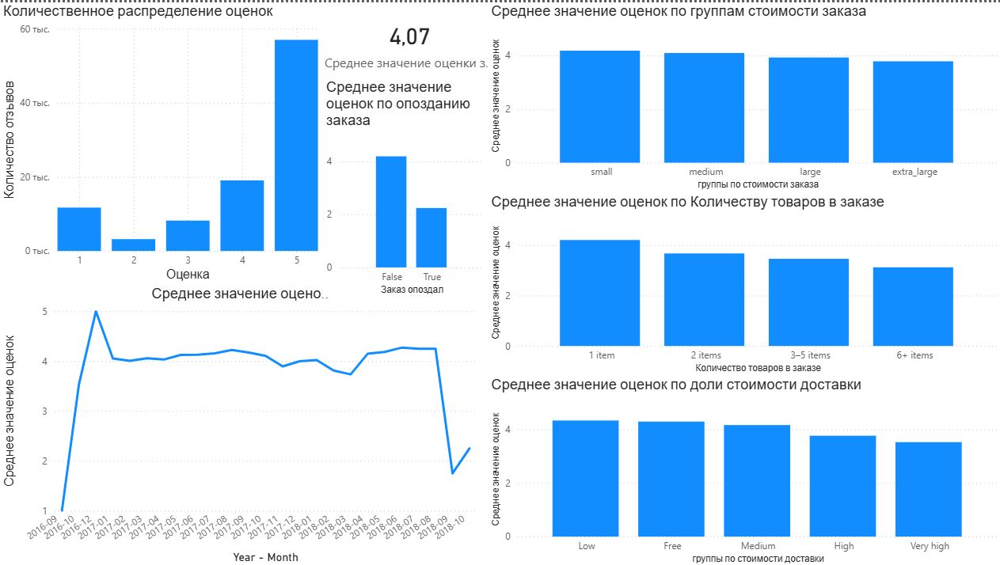 Количественное распределение оценок
60 тыс.
40 тыс.
20 тыс.
0 тыс.
Количество отзывов
1 2 3 4 5
Оценка
4,07
Среднее значение оценки з.
Среднее значение
оценок по опозданию
заказа
4
2
0
False True
Заказ опоздал
Среднее значение оцено..
5
4
3
2
1
Среднее значение оценок
2016-09 2016-10 2016-12 2017-01 2017-02 2017-03 2017-04 2017-05 2017-06 2017-07 2017-08 2017-09 2017-10 2017-11 2017-12 2018-01 2018-02 2018-03 2018-04 2018-05 2018-06 2018-07 2018-08 2018-09 2018-10
Year - Month
Среднее значение оценок по группам стоимости заказа
4
2
0
Среднее значение оценок
small medium large extra_large
группы по стоимости заказа
Среднее значение оценок по Количеству товаров в заказе
4
2
0
Среднее значение оценок
1 item 2 items 3–5 items 6+ items
Количество товаров в заказе
Среднее значение оценок по доли стоимости доставки
4
2
0
Среднее значение оценок
Low Free Medium High Very high
группы по стоимости доставки